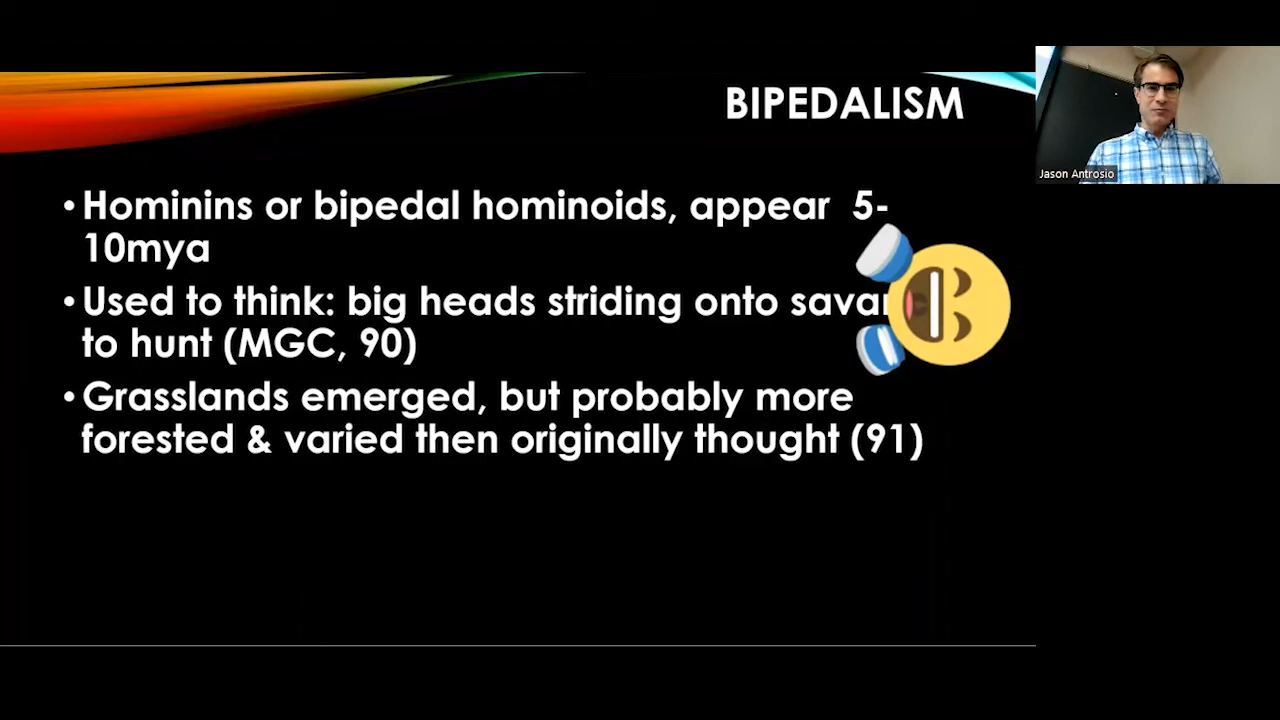 BIPEDALISM
Jason Antrosio
• Hominins or bipedal hominoids, appear 5-
10mya
• Used to think: big heads striding onto
to hunt (MGC, 90)
• Grasslands emerged, but probably more
forested & varied then originally thought (91)